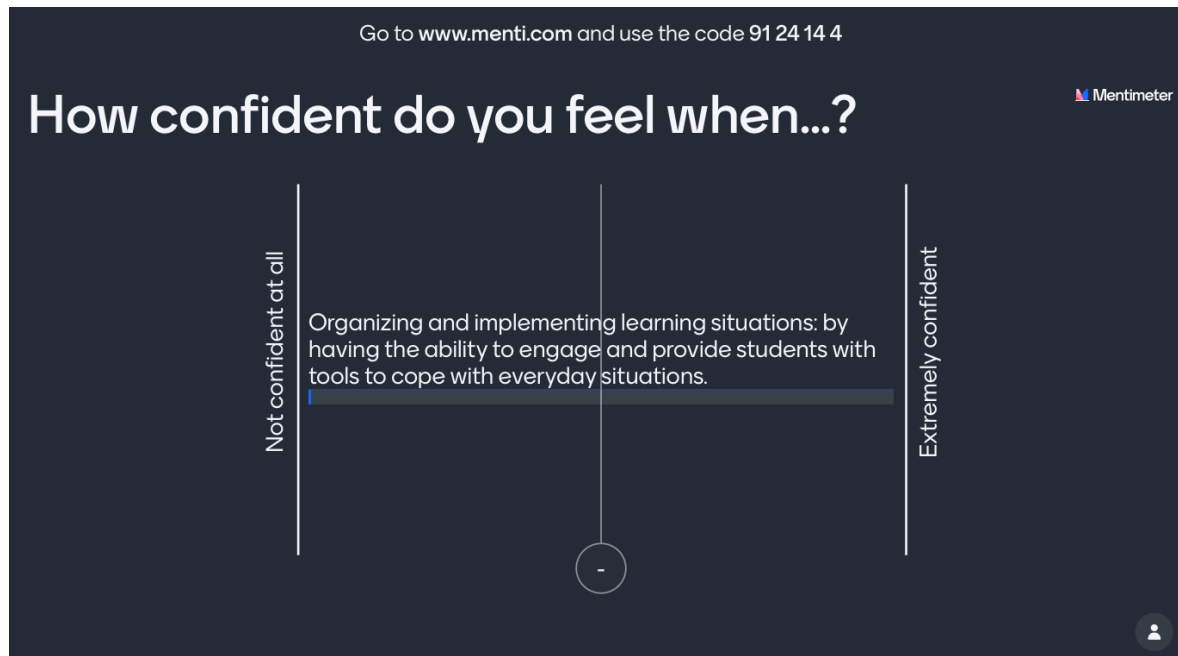 Go to www.menti.com and use the code 91 24 14 4
Mentimeter
How confident do you feel when...?
Not confident at all
Organizing and implementing learning situations: by
having the ability to engage and provide students with
tools to cope with everyday situations.
Extremely confident
-